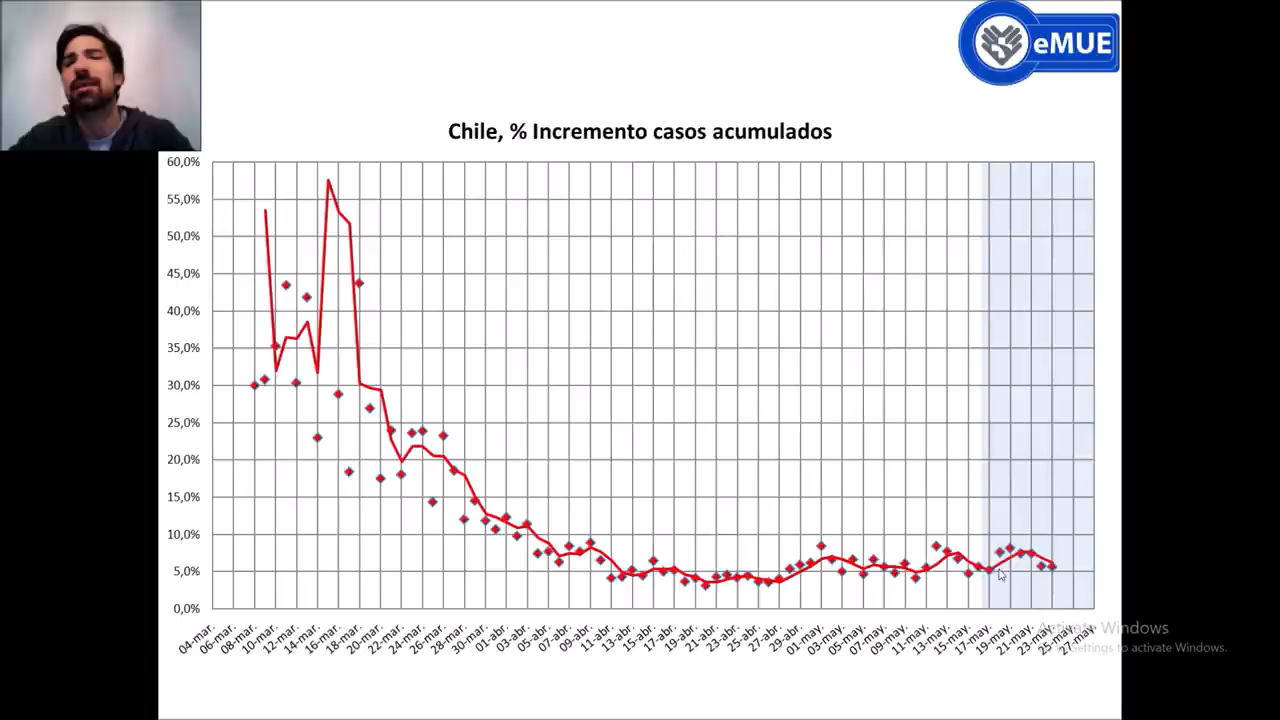 eMUE
Chile, % Incremento casos acumulados
60,0%
55,0%
50,0%
45,0%
40,0%
35,0%
30,0%
25,0%
20,0%
15,0%
10,0%
5,0%
0,0%
04-mar.
06-mar.
08-mar.
10-mar.
12-mar.
14-mar.
16-mar.
18-mar.
20-mar.
22-mar.
24-mar.
26-mar.
28-mar.
30-mar.
01-abr.
03-abr.
05-abr.
07-abr.
09-abr.
11-abr.
13-abr.
15-abr.
17-abr.
19-abr.
21-abr.
23-abr.
25-abr.
27-abr.
29-abr.
01-may.
03-may.
05-may.
07-may.
09-may.
11-may.
13-may.
15-may.
17-may.
19-may.
21-may.
23-may.
25-may.
27-may.
Activate Windows
Settings to activate Windows.